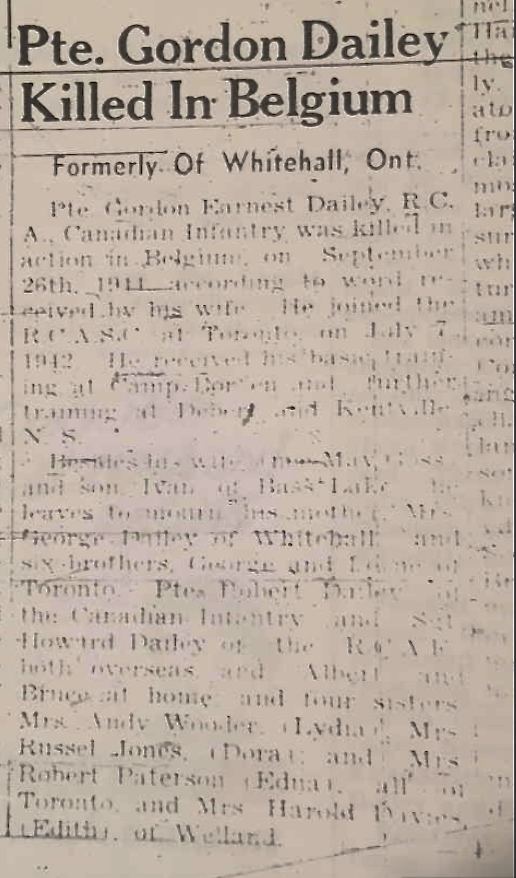 Pte. Gordon Dailey
Killed In Belgium
Formerly Of Whitehall, Ont.
Pte. Gordon Earnest Dailey, R.C.
A., Canadian Infantry was killed in
action in Belgium, on September
26th, according to word re-
ceived by his wife. He joined the
R.C.A.S.C. at Toronto, on July 7,
1942. He received his basic train-
ing at Camp Borden and further
training at Debert and Kentville
N. S.
Besides his wife May
and son, Ivan, of Bass Lake, he
leaves to mourn his mother, Mrs.
George Dailey of Whitehall and
six brothers, George and of
Toronto, Ptes Robert Dailey of
the Canadian Infantry and Sgt
Howard Dailey of the R C A F
both overseas, and Albert and
Bruce at home and four sisters
Mrs. Andy Wooder, (Lydia), Mrs
Russel Jones, (Dora), and Mrs
Robert Paterson (Edna), all of
Toronto, and Mrs Harold Davies,
(Edith), of Welland.